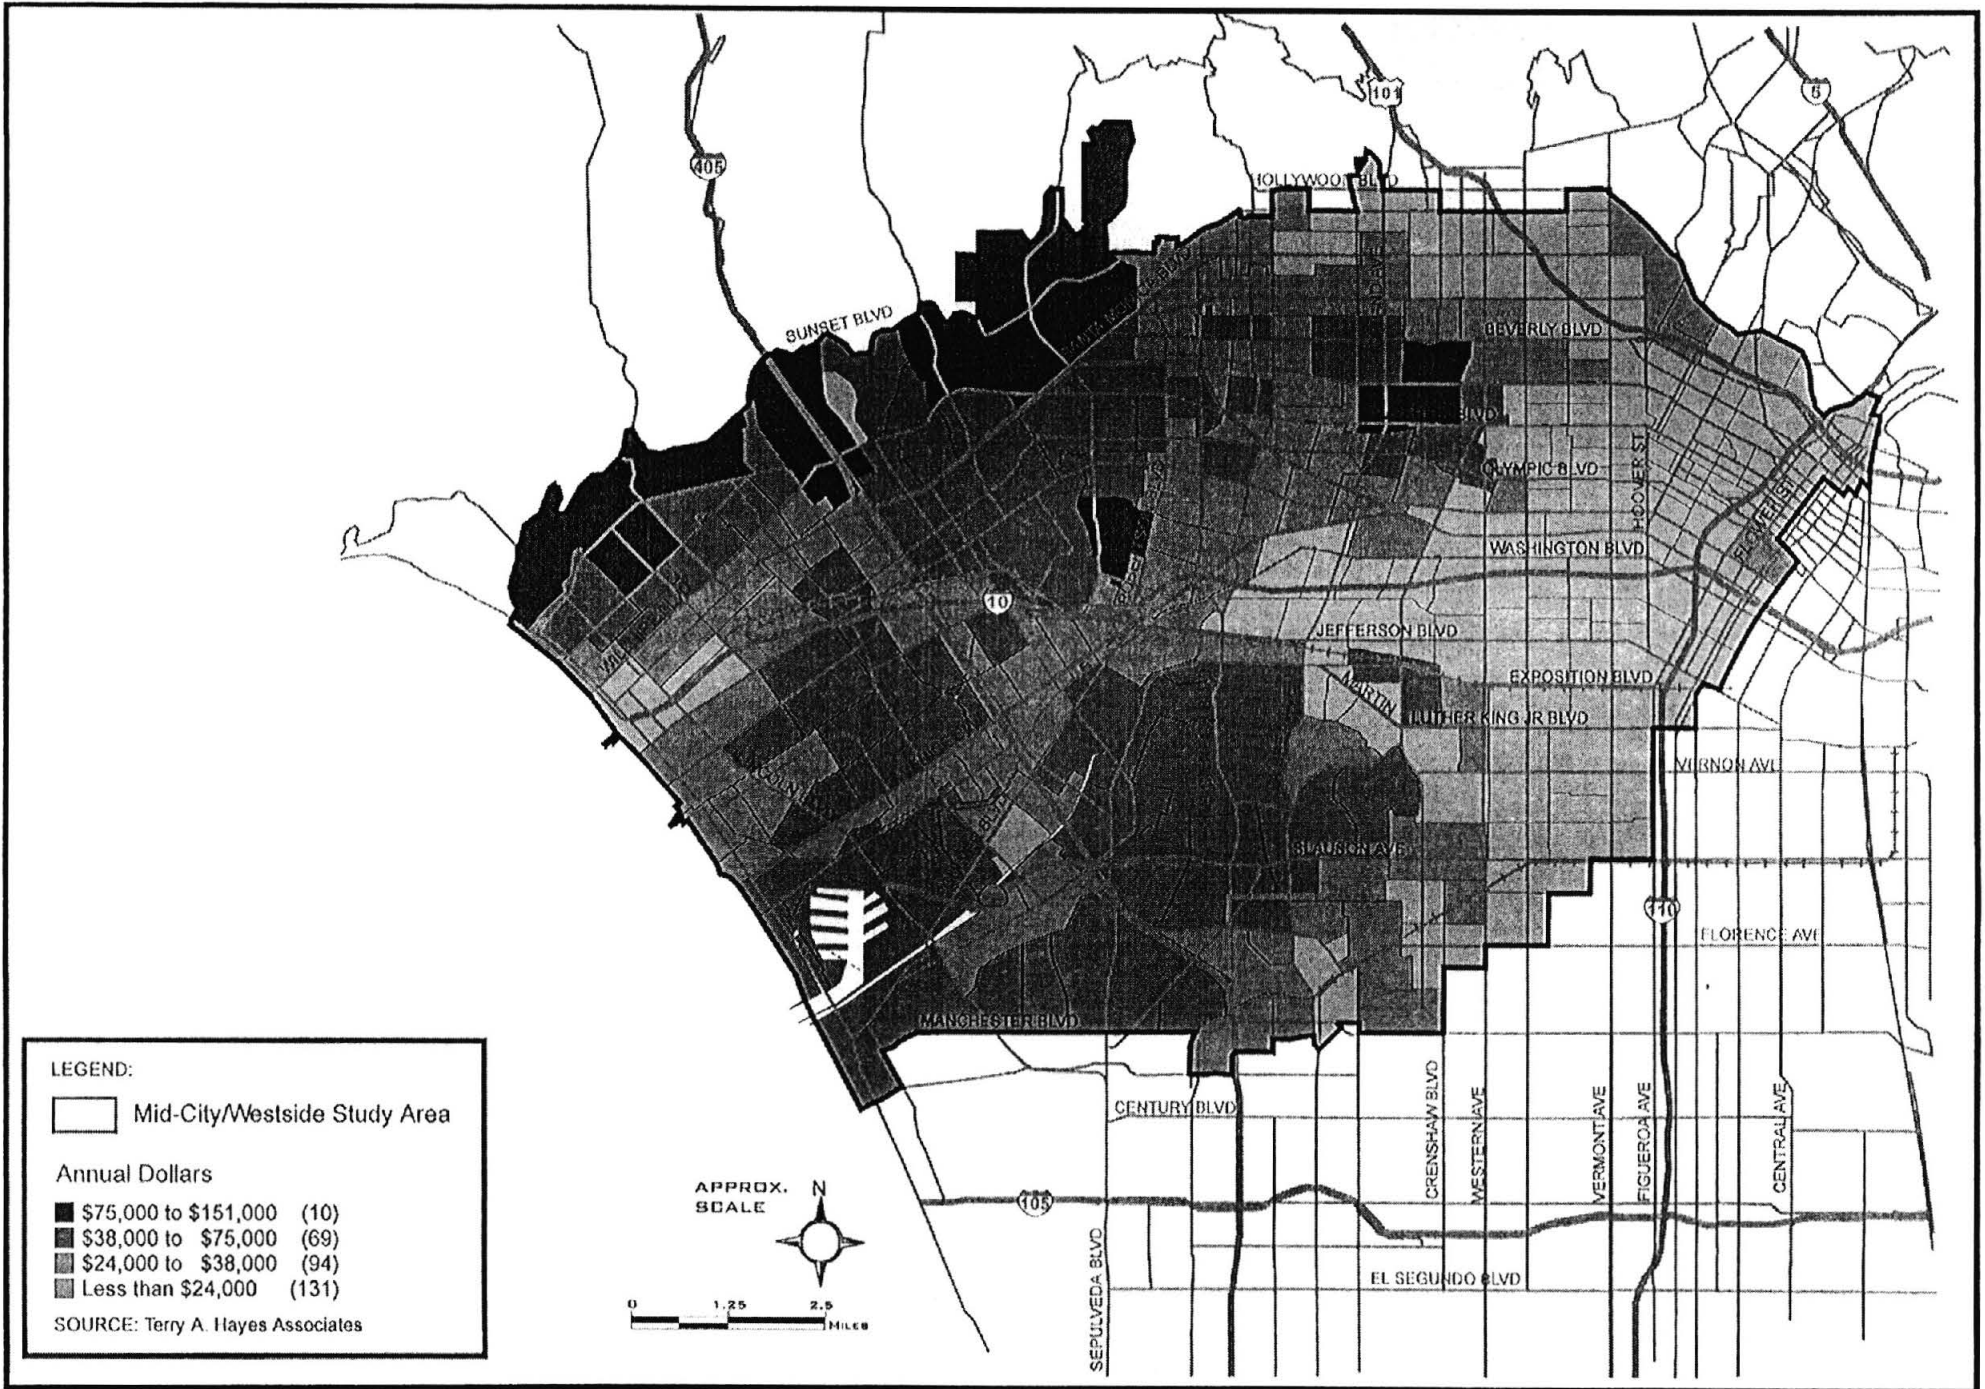 101
5
405
HOLLYWOOD BLVD
SUNSET BLVD
SANTA MONICA BLVD
BEVERLY BLVD
OLYMPIC BLVD
HOOVER ST
WASHINGTON BLVD
10
JEFFERSON BLVD
EXPOSITION BLVD
MARTIN
LUTHER KING JR BLVD
VERNON AVE
SLAUSON AVE
110
FLORENCE AVE
MANCHESTER BLVD
CENTURY BLVD
CRENSHAW BLVD
WESTERN AVE
VERMONT AVE
FIGUEROA AVE
CENTRAL AVE
105
SEPULVEDA BLVD
EL SEGUNDO BLVD
LEGEND:
Mid-City/Westside Study Area
Annual Dollars
$75,000 to $151,000 (10)
$38,000 to $75,000 (69)
$24,000 to $38,000 (94)
Less than $24,000 (131)
SOURCE: Terry A. Hayes Associates
APPROX. N
SCALE
0 1.25 2.5
MILES